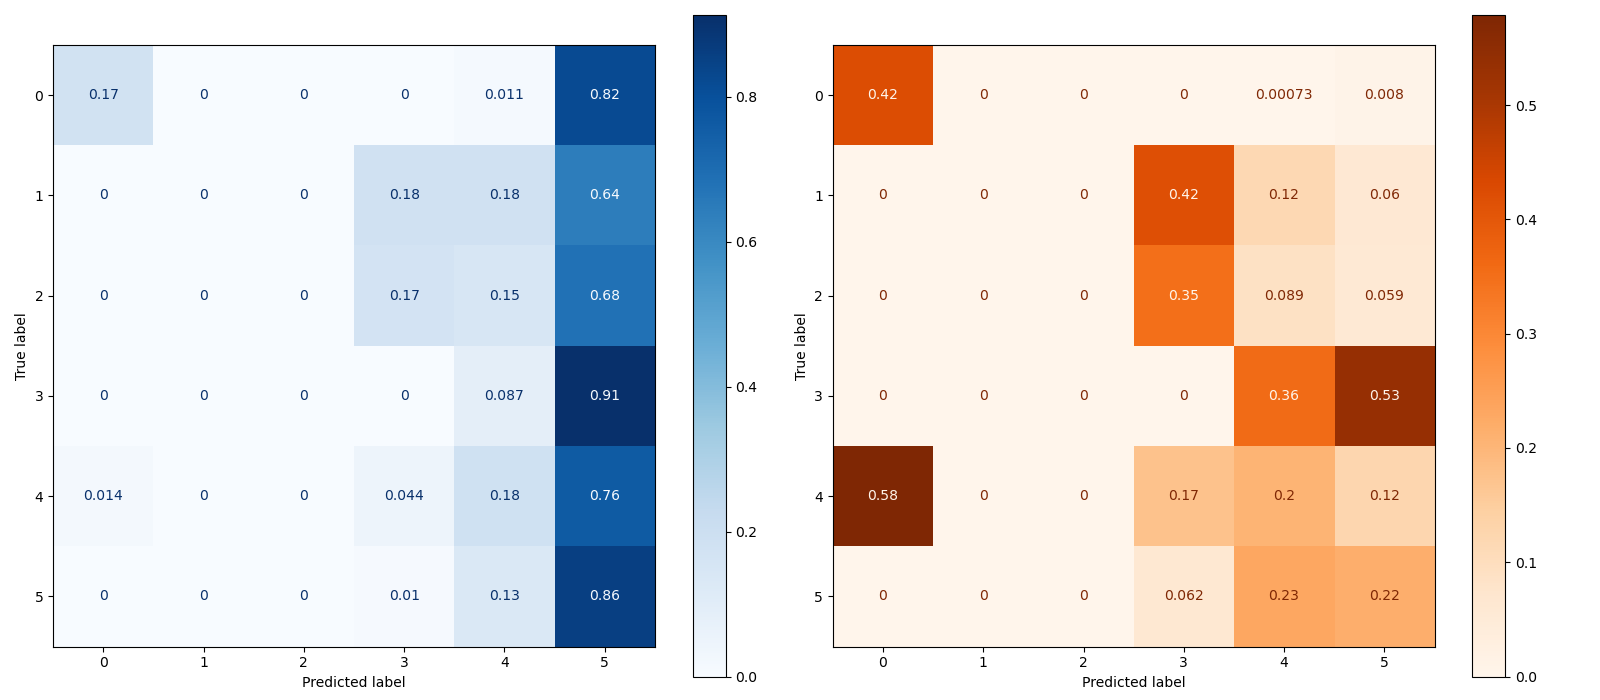 0 0.17 0 0 0 0.011 0.82
1 0 0 0 0.18 0.18 0.64
2 0 0 0 0.17 0.15 0.68
3 0 0 0 0 0.087 0.91
4 0.014 0 0 0.044 0.18 0.76
5 0 0 0 0.01 0.13 0.86
0 1 2 3 4 5
Predicted label
True label
0.8
0.6
0.4
0.2
0.0
0 0.42 0 0 0 0.00073 0.008
1 0 0 0 0.42 0.12 0.06
2 0 0 0 0.35 0.089 0.059
3 0 0 0 0 0.36 0.53
4 0.58 0 0 0.17 0.2 0.12
5 0 0 0 0.062 0.23 0.22
0 1 2 3 4 5
Predicted label
True label
0.5
0.4
0.3
0.2
0.1
0.0